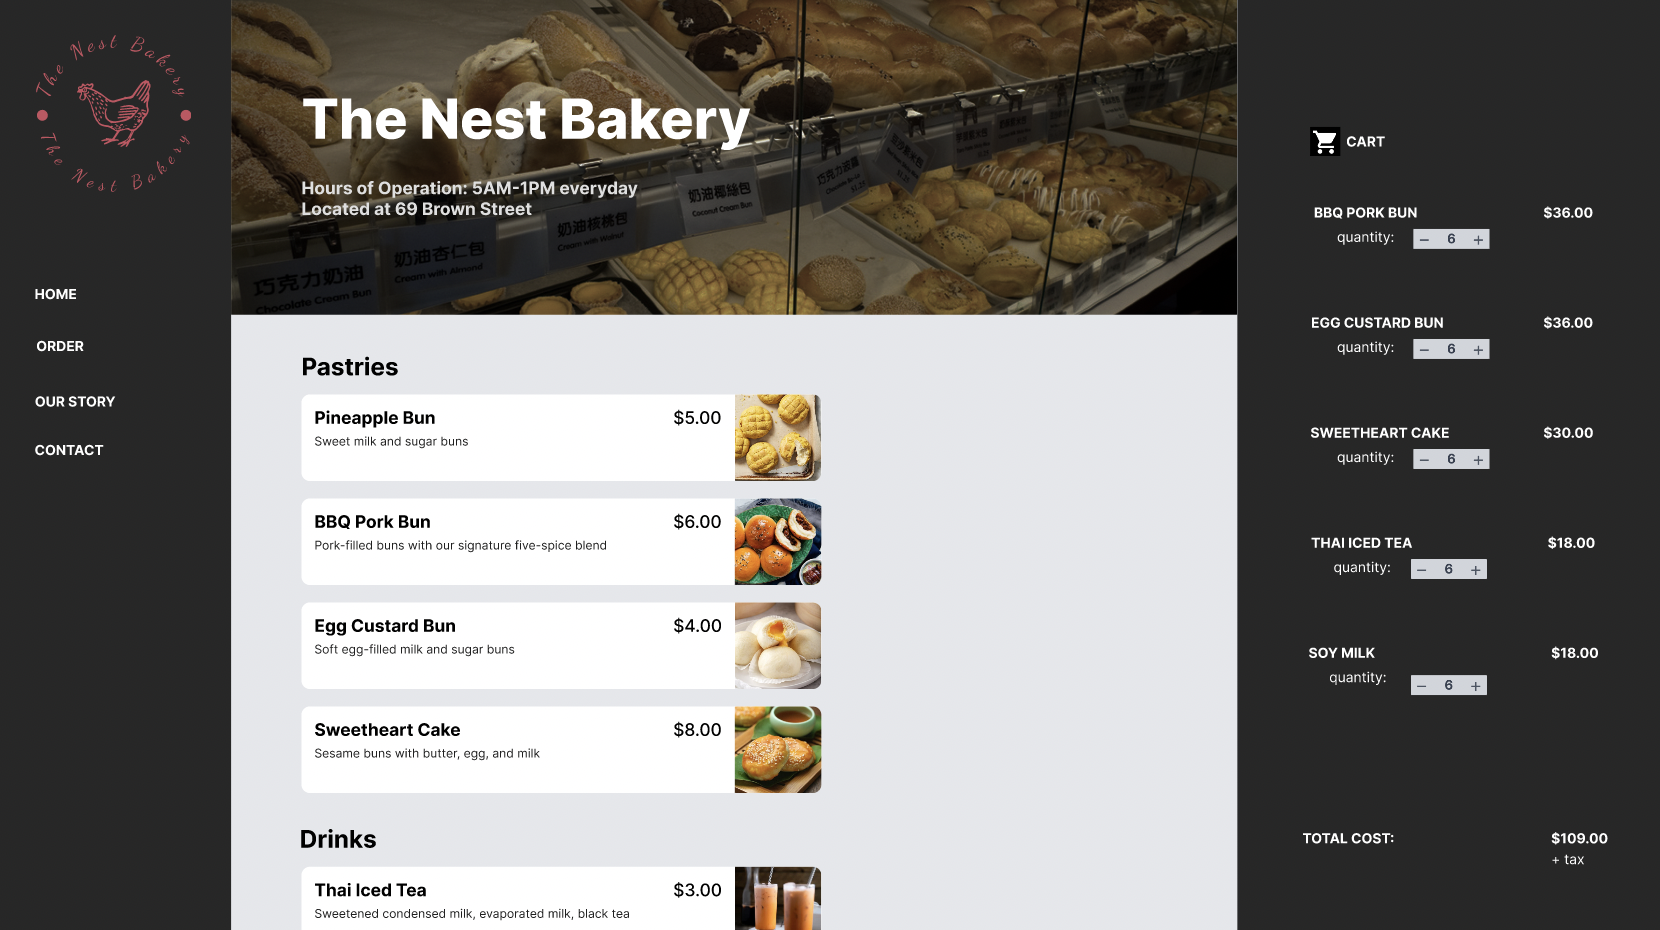 The Nest Bakery
The Nest Bakery
HOME
ORDER
OUR STORY
CONTACT
The Nest Bakery
Hours of Operation: 5AM-1PM everyday
Located at 69 Brown Street
巧克力奶油
Chocolate Cream Bun
奶油杏仁包
Cream with Almond
奶油核桃包
Cream with Walnut
奶油椰絲包
Coconut Cream Bun
Pastries
Pineapple Bun
$5.00
Sweet milk and sugar buns
BBQ Pork Bun
$6.00
Pork-filled buns with our signature five-spice blend
Egg Custard Bun
$4.00
Soft egg-filled milk and sugar buns
Sweetheart Cake
$8.00
Sesame buns with butter, egg, and milk
Drinks
Thai Iced Tea
$3.00
Sweetened condensed milk, evaporated milk, black tea
CART
BBQ PORK BUN $36.00
quantity: − 6 +
EGG CUSTARD BUN $36.00
quantity: − 6 +
SWEETHEART CAKE $30.00
quantity: − 6 +
THAI ICED TEA $18.00
quantity: − 6 +
SOY MILK $18.00
quantity: − 6 +
TOTAL COST: $109.00
+ tax